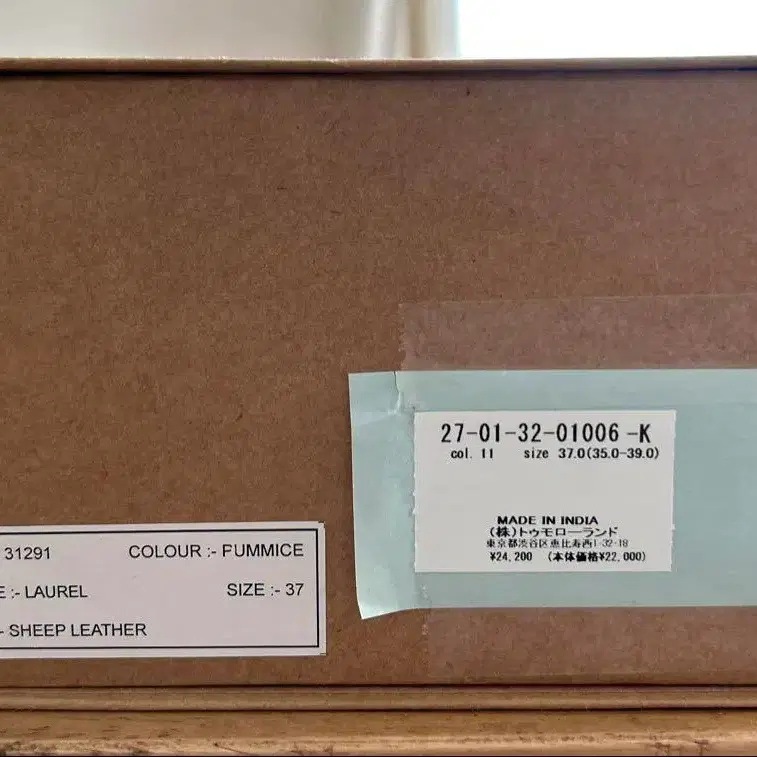 27-01-32-01006-K
col. 11 size 37.0(35.0-39.0)
MADE IN INDIA
(株)トゥモローランド
東京都渋谷区恵比寿西1-32-18
¥24,200 (本体価格¥22,000)
31291 COLOUR :- PUMMICE
E :- LAUREL SIZE :- 37
- SHEEP LEATHER